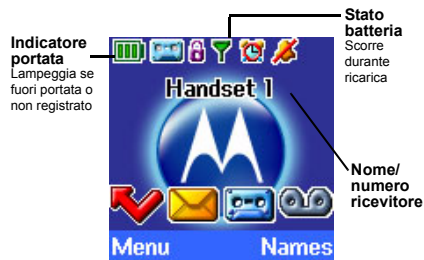 Indicatore
portata
Lampeggia se
fuori portata o
non registrato
Stato
batteria
Scorre
durante
ricarica
Handset 1
Nome/
numero
ricevitore
Menu Names